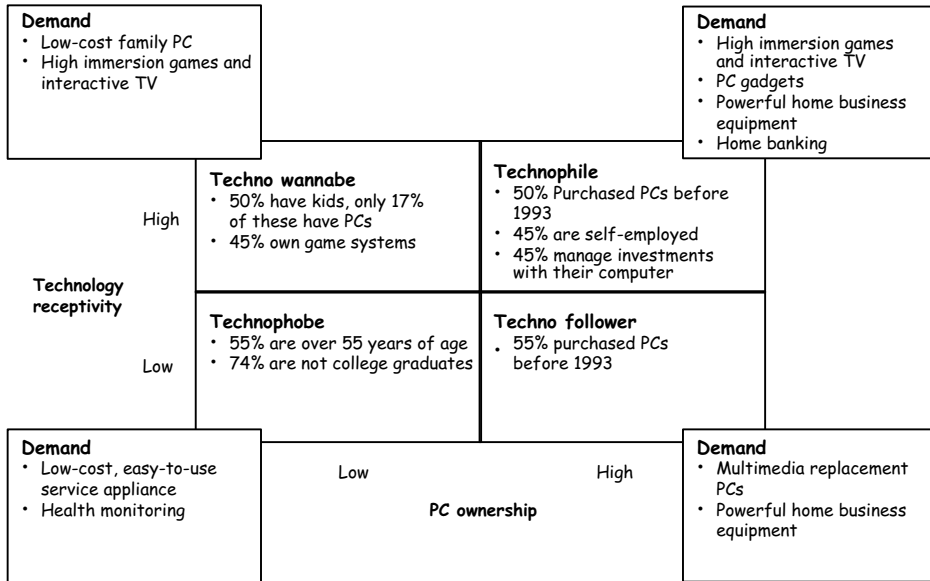 Demand
• Low-cost family PC
• High immersion games and
interactive TV
Demand
• High immersion games
and interactive TV
• PC gadgets
• Powerful home business
equipment
• Home banking
Techno wannabe
• 50% have kids, only 17%
of these have PCs
• 45% own game systems
Technophile
• 50% Purchased PCs before
1993
• 45% are self-employed
• 45% manage investments
with their computer
High
Technology
receptivity
Technophobe
• 55% are over 55 years of age
• 74% are not college graduates
Techno follower
• 55% purchased PCs
before 1993
Low
Demand
• Low-cost, easy-to-use
service appliance
• Health monitoring
Low
High
PC ownership
Demand
• Multimedia replacement
PCs
• Powerful home business
equipment